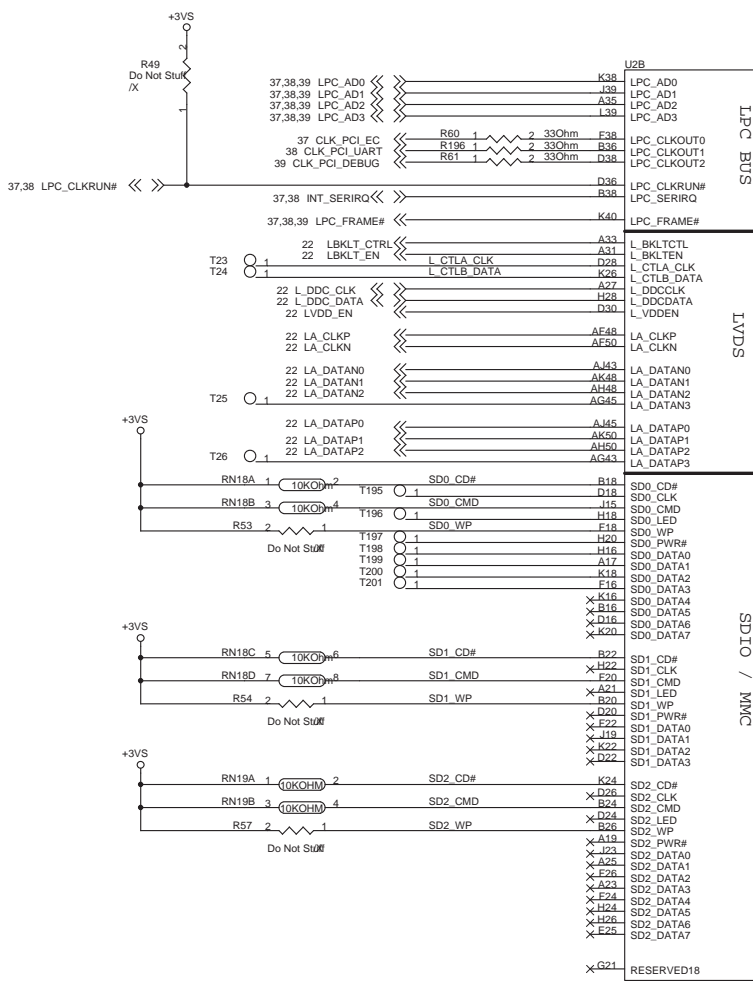 +3VS
R49
Do Not Stuff
/X
2
1
37,38 LPC_CLKRUN#
U2B
37,38,39 LPC_AD0 K38 LPC_AD0
37,38,39 LPC_AD1 J39 LPC_AD1
37,38,39 LPC_AD2 A35 LPC_AD2
37,38,39 LPC_AD3 L39 LPC_AD3
37 CLK_PCI_EC R60 1 2 33Ohm F38 LPC_CLKOUT0
38 CLK_PCI_UART R196 1 2 33Ohm B36 LPC_CLKOUT1
39 CLK_PCI_DEBUG R61 1 2 33Ohm D38 LPC_CLKOUT2
D36 LPC_CLKRUN#
37,38 INT_SERIRQ B38 LPC_SERIRQ
37,38,39 LPC_FRAME# K40 LPC_FRAME#
LPC BUS
22 LBKLT_CTRL A33 L_BKLTCTL
22 LBKLT_EN A31 L_BKLTEN
T23 1 L_CTLA_CLK D28 L_CTLA_CLK
T24 1 L_CTLB_DATA K26 L_CTLB_DATA
22 L_DDC_CLK A27 L_DDCCLK
22 L_DDC_DATA H28 L_DDCDATA
22 LVDD_EN D30 L_VDDEN
22 LA_CLKP AF48 LA_CLKP
22 LA_CLKN AF50 LA_CLKN
22 LA_DATAN0 AJ43 LA_DATAN0
22 LA_DATAN1 AK48 LA_DATAN1
22 LA_DATAN2 AH48 LA_DATAN2
T25 1 AG45 LA_DATAN3
22 LA_DATAP0 AJ45 LA_DATAP0
22 LA_DATAP1 AK50 LA_DATAP1
22 LA_DATAP2 AH50 LA_DATAP2
T26 1 AG43 LA_DATAP3
LVDS
+3VS
RN18A 1 10KOhm 2 SD0_CD# B18 SD0_CD#
T195 1 D18 SD0_CLK
RN18B 3 10KOhm 4 SD0_CMD J15 SD0_CMD
T196 1 H18 SD0_LED
R53 2 1 SD0_WP F18 SD0_WP
Do Not Stuff
T197 1 H20 SD0_PWR#
T198 1 H16 SD0_DATA0
T199 1 A17 SD0_DATA1
T200 1 K18 SD0_DATA2
T201 1 F16 SD0_DATA3
K16 SD0_DATA4
B16 SD0_DATA5
D16 SD0_DATA6
K20 SD0_DATA7
+3VS
RN18C 5 10KOhm 6 SD1_CD# B22 SD1_CD#
H22 SD1_CLK
RN18D 7 10KOhm 8 SD1_CMD F20 SD1_CMD
A21 SD1_LED
R54 2 1 SD1_WP B20 SD1_WP
Do Not Stuff
D20 SD1_PWR#
F22 SD1_DATA0
J19 SD1_DATA1
K22 SD1_DATA2
D22 SD1_DATA3
SDIO / MMC
+3VS
RN19A 1 10KOHM 2 SD2_CD# K24 SD2_CD#
D26 SD2_CLK
RN19B 3 10KOHM 4 SD2_CMD B24 SD2_CMD
D24 SD2_LED
R57 2 1 SD2_WP B26 SD2_WP
Do Not Stuff
A19 SD2_PWR#
J23 SD2_DATA0
A25 SD2_DATA1
F26 SD2_DATA2
A23 SD2_DATA3
F24 SD2_DATA4
H24 SD2_DATA5
H26 SD2_DATA6
E25 SD2_DATA7
G21 RESERVED18